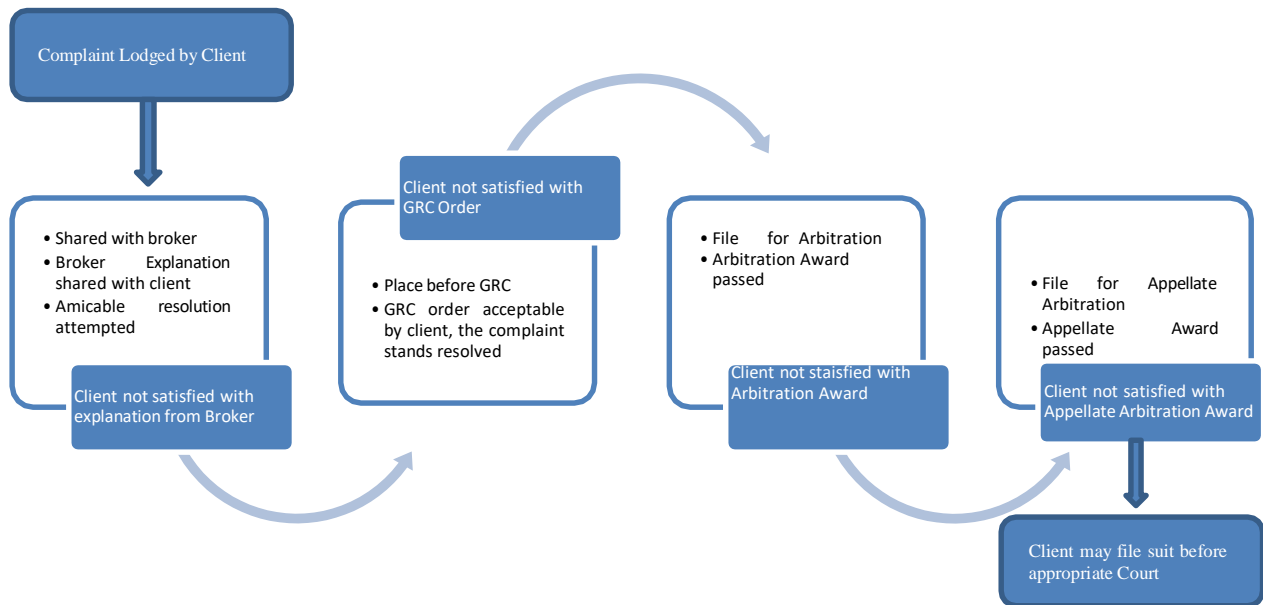 Complaint Lodged by Client
• Shared with broker
• Broker Explanation
shared with client
• Amicable resolution
attempted
Client not satisfied with
explanation from Broker
Client not satisfied with
GRC Order
• Place before GRC
• GRC order acceptable
by client, the complaint
stands resolved
• File for Arbitration
• Arbitration Award
passed
Client not staisfied with
Arbitration Award
• File for Appellate
Arbitration
• Appellate Award
passed
Client not satisfied with
Appellate Arbitration Award
Client may file suit before
appropriate Court